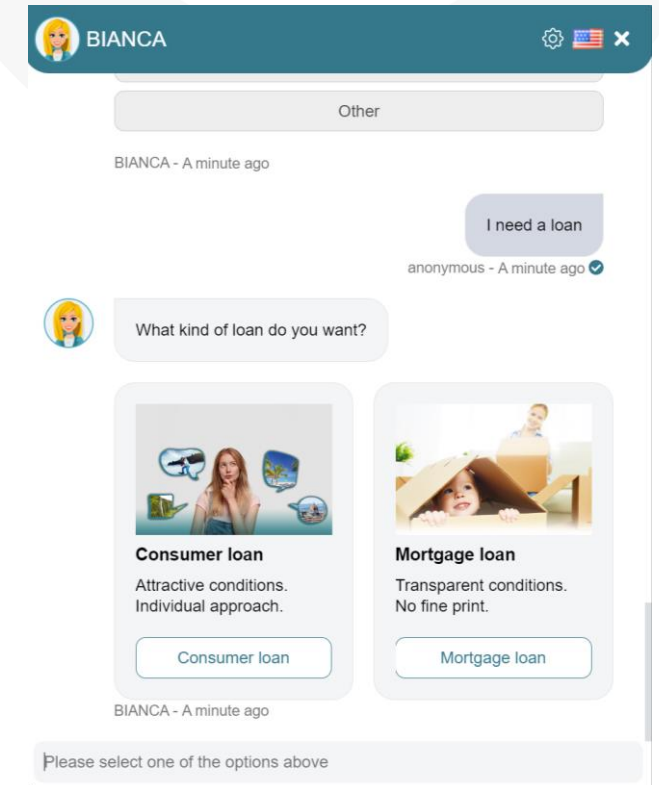 BIANCA
Other
BIANCA - A minute ago
I need a loan
anonymous - A minute ago
What kind of loan do you want?
Consumer loan
Attractive conditions.
Individual approach.
Consumer loan
Mortgage loan
Transparent conditions.
No fine print.
Mortgage loan
BIANCA - A minute ago
Please select one of the options above